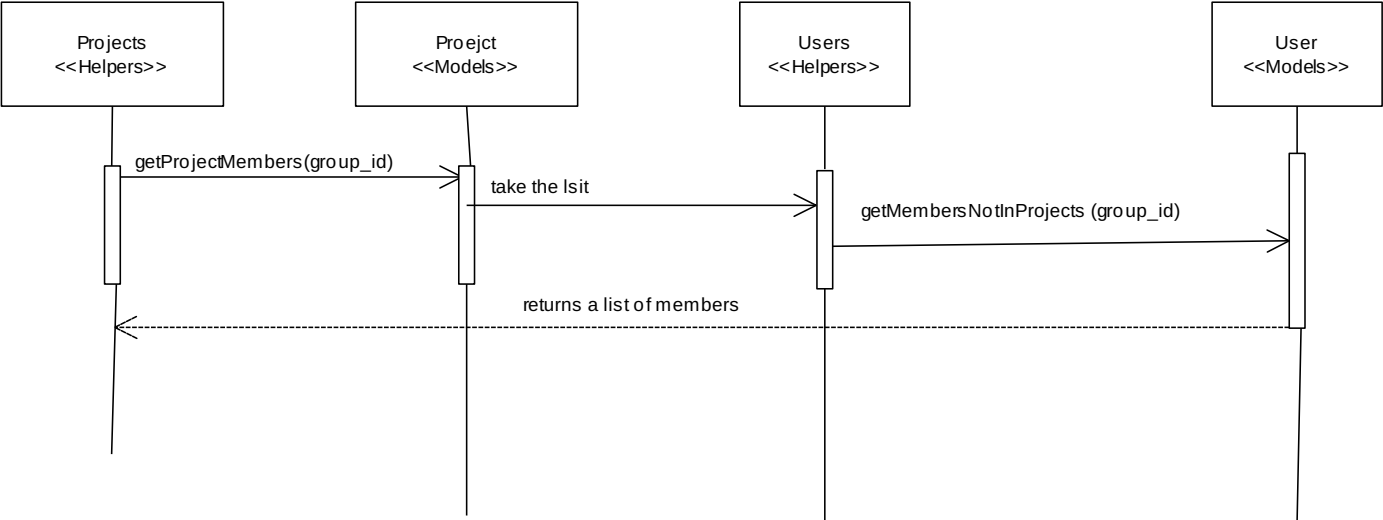 Projects
<<Helpers>>
Proejct
<<Models>>
Users
<<Helpers>>
User
<<Models>>
getProjectMembers(group_id)
take the lsit
getMembersNotInProjects (group_id)
returns a list of members